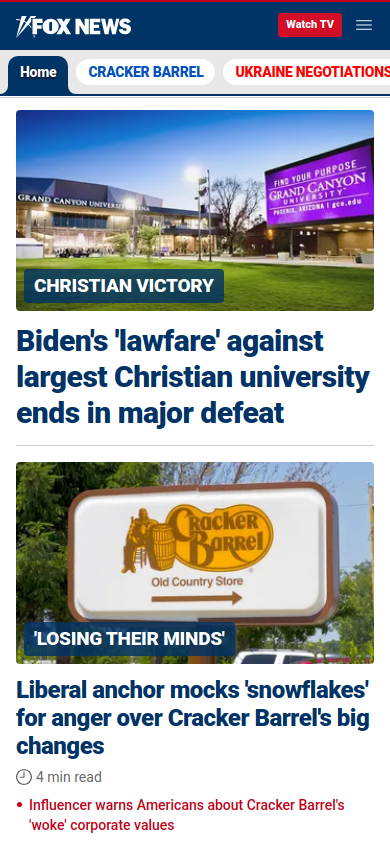 FOX NEWS
Watch TV
Home
CRACKER BARREL
UKRAINE NEGOTIATIONS
GRAND CANYON UNIVERSITY ARENA
FIND YOUR PURPOSE
GRAND CANYON
UNIVERSITY
PHOENIX, ARIZONA | gcu.edu
CHRISTIAN VICTORY
Biden's 'lawfare' against
largest Christian university
ends in major defeat
Cracker
Barrel
Old Country Store
'LOSING THEIR MINDS'
Liberal anchor mocks 'snowflakes'
for anger over Cracker Barrel's big
changes
4 min read
Influencer warns Americans about Cracker Barrel's
'woke' corporate values